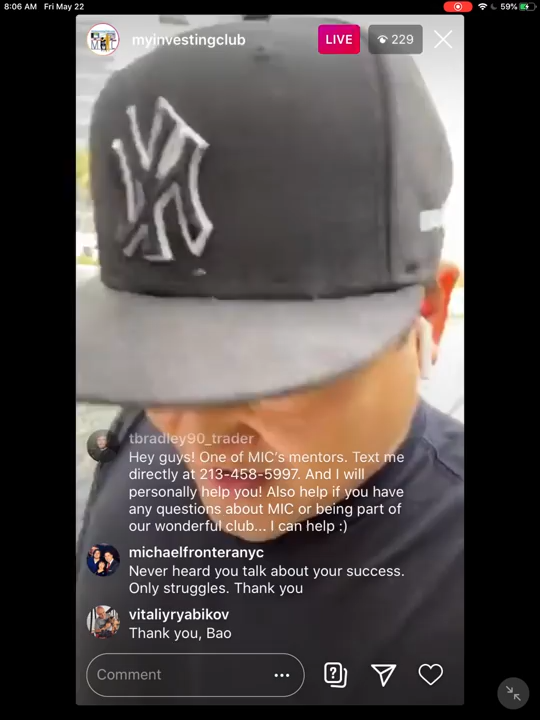 8:06 AM Fri May 22
59%
myinvestingclub
LIVE
229
NY
tbradley90_trader
Hey guys! One of MIC's mentors. Text me
directly at 213-458-5997. And I will
personally help you! Also help if you have
any questions about MIC or being part of
our wonderful club... I can help :)
michaelfronteranyc
Never heard you talk about your success.
Only struggles. Thank you
vitaliyryabikov
Thank you, Bao
Comment